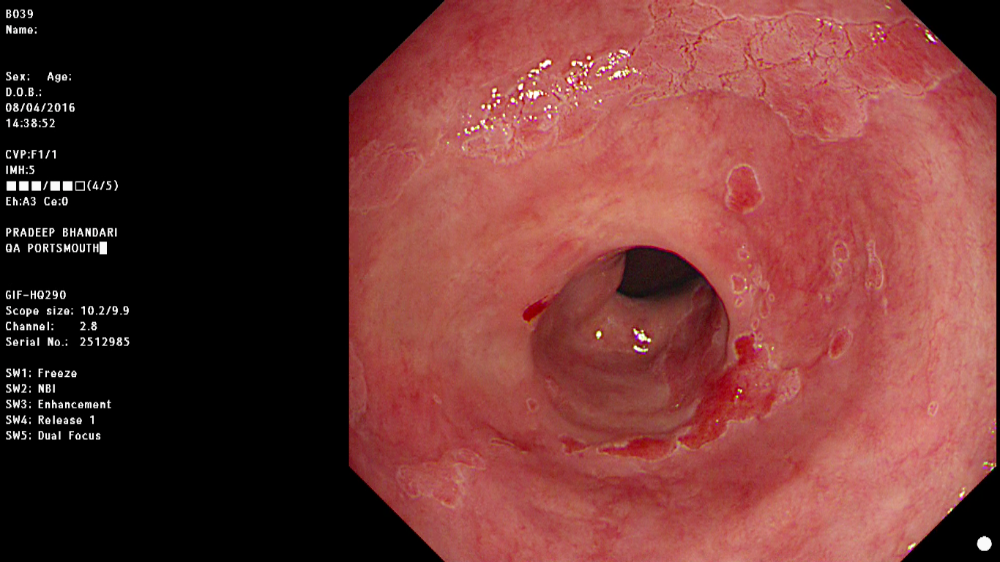 B039
Name:
Sex: Age:
D.O.B.:
08/04/2016
14:38:52
CVP:F1/1
IMH:5
■■■/■■□(4/5)
Eh:A3 Ce:0
PRADEEP BHANDARI
QA PORTSMOUTH
GIF-HQ290
Scope size: 10.2/9.9
Channel: 2.8
Serial No.: 2512985
SW1: Freeze
SW2: NBI
SW3: Enhancement
SW4: Release 1
SW5: Dual Focus